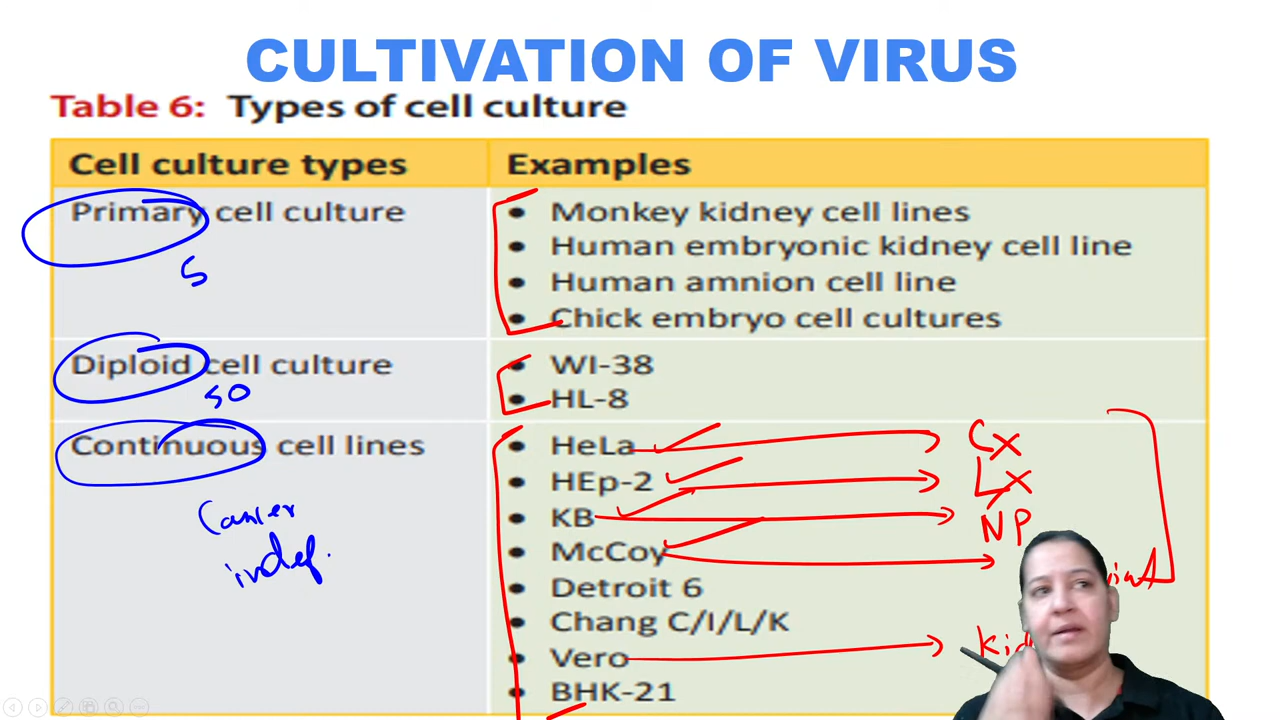 CULTIVATION OF VIRUS
Table 6: Types of cell culture
Cell culture types Examples
Primary cell culture
5
• Monkey kidney cell lines
• Human embryonic kidney cell line
• Human amnion cell line
• Chick embryo cell cultures
Diploid cell culture
50
• WI-38
• HL-8
Continuous cell lines
Cancer
indef.
• HeLa Cx
• HEp-2 Lx
• KB NP
• McCoy
• Detroit 6
• Chang C/I/L/K
• Vero
• BHK-21